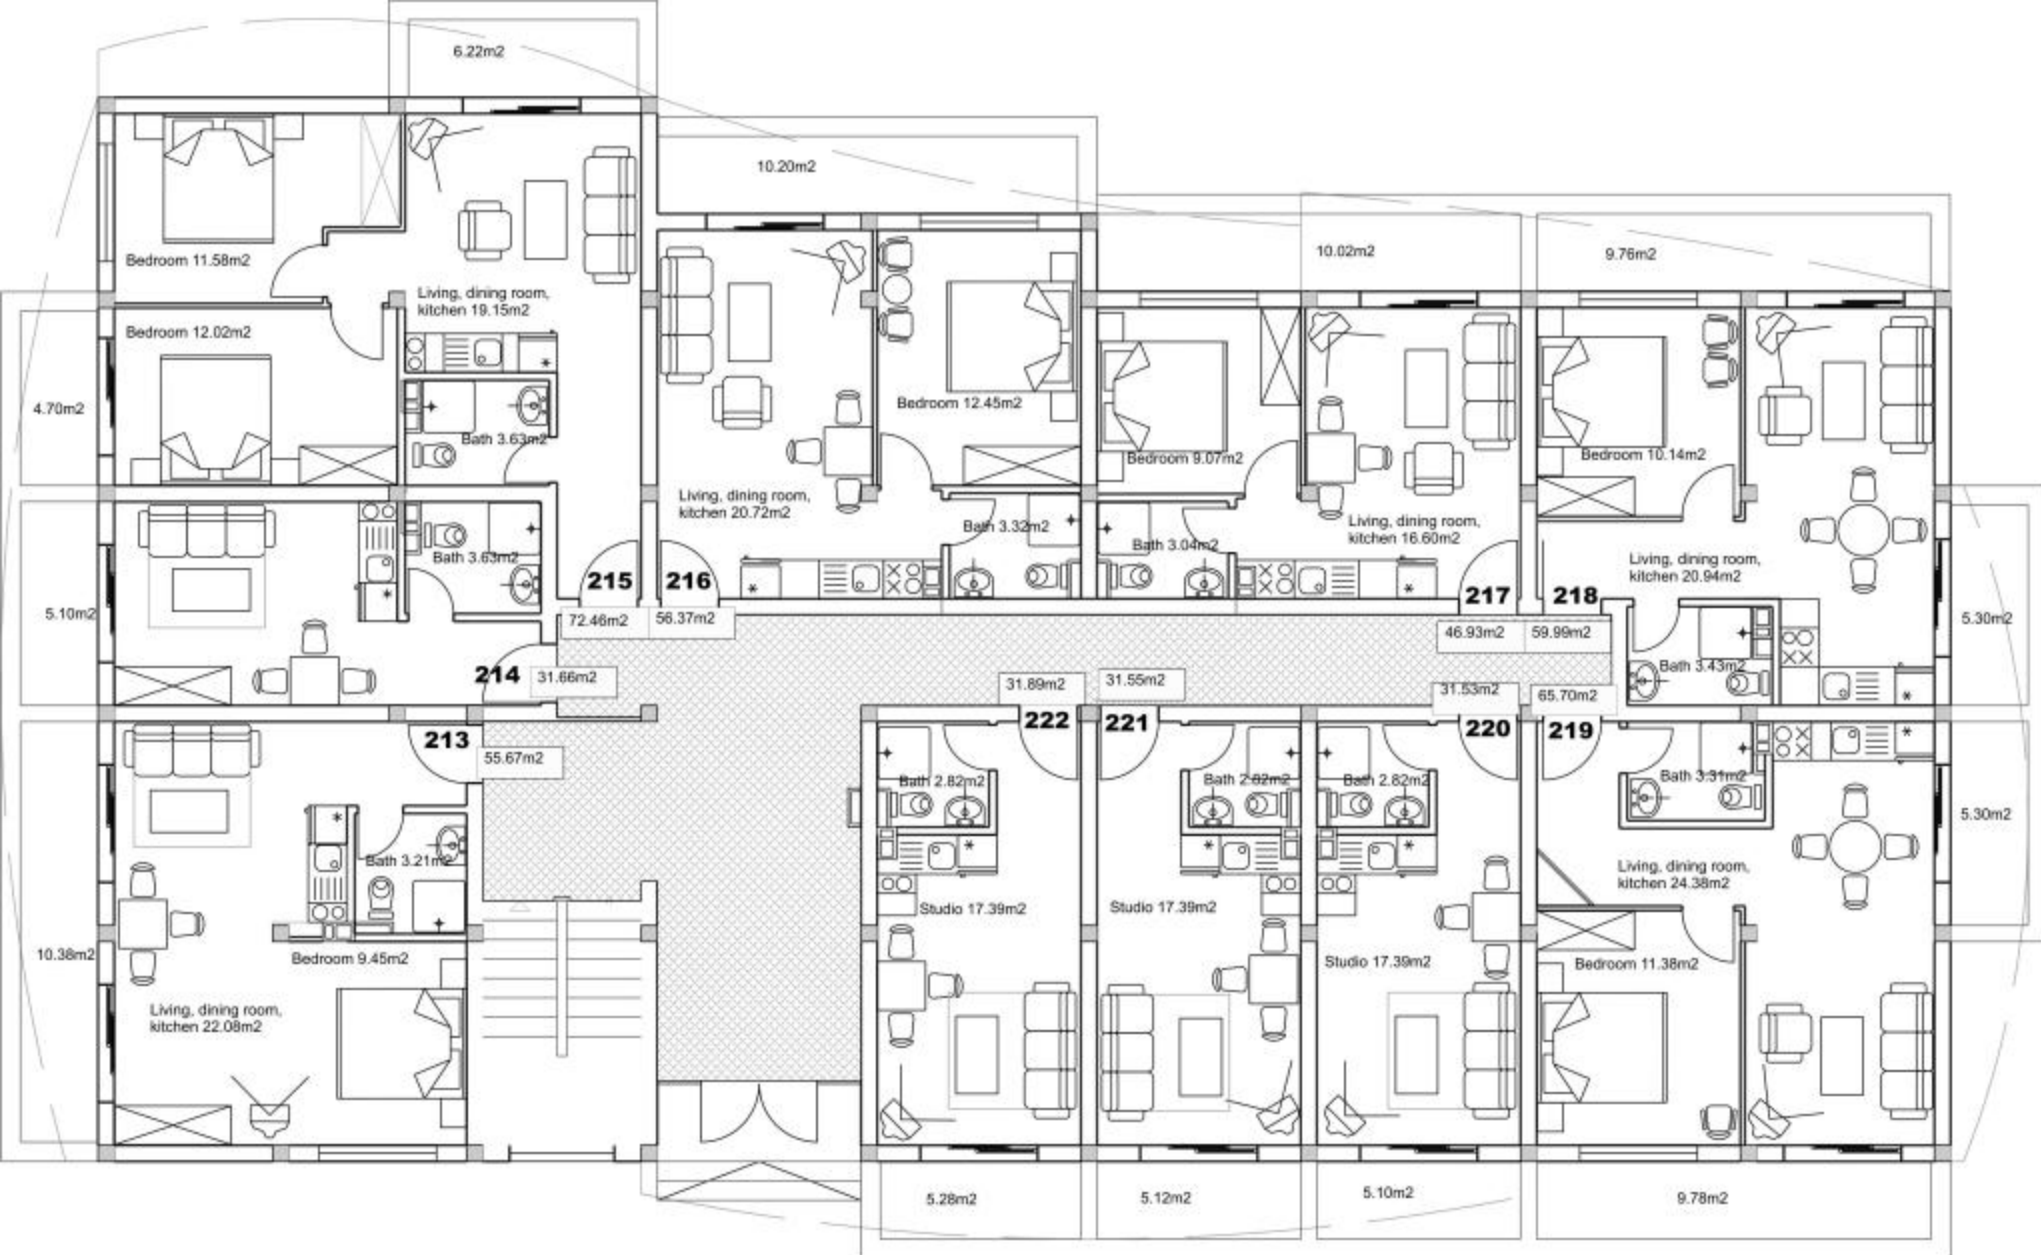 6.22m2
10.20m2
10.02m2
9.76m2
Bedroom 11.58m2
Living, dining room,
kitchen 19.15m2
Bedroom 12.02m2
4.70m2
Bath 3.63m2
Bedroom 12.45m2
Living, dining room,
kitchen 20.72m2
Bath 3.32m2
Bedroom 9.07m2
Bath 3.04m2
Living, dining room,
kitchen 16.60m2
Bedroom 10.14m2
Living, dining room,
kitchen 20.94m2
Bath 3.63m2
5.10m2
215
216
217
218
72.46m2
56.37m2
46.93m2
59.99m2
5.30m2
Bath 3.43m2
214
31.66m2
31.89m2
31.55m2
31.53m2
65.70m2
213
222
221
220
219
55.67m2
Bath 2.82m2
Bath 2.82m2
Bath 2.82m2
Bath 3.31m2
5.30m2
Bath 3.21m2
Living, dining room,
kitchen 24.38m2
Studio 17.39m2
Studio 17.39m2
Studio 17.39m2
10.38m2
Bedroom 9.45m2
Bedroom 11.38m2
Living, dining room,
kitchen 22.08m2
5.28m2
5.12m2
5.10m2
9.78m2